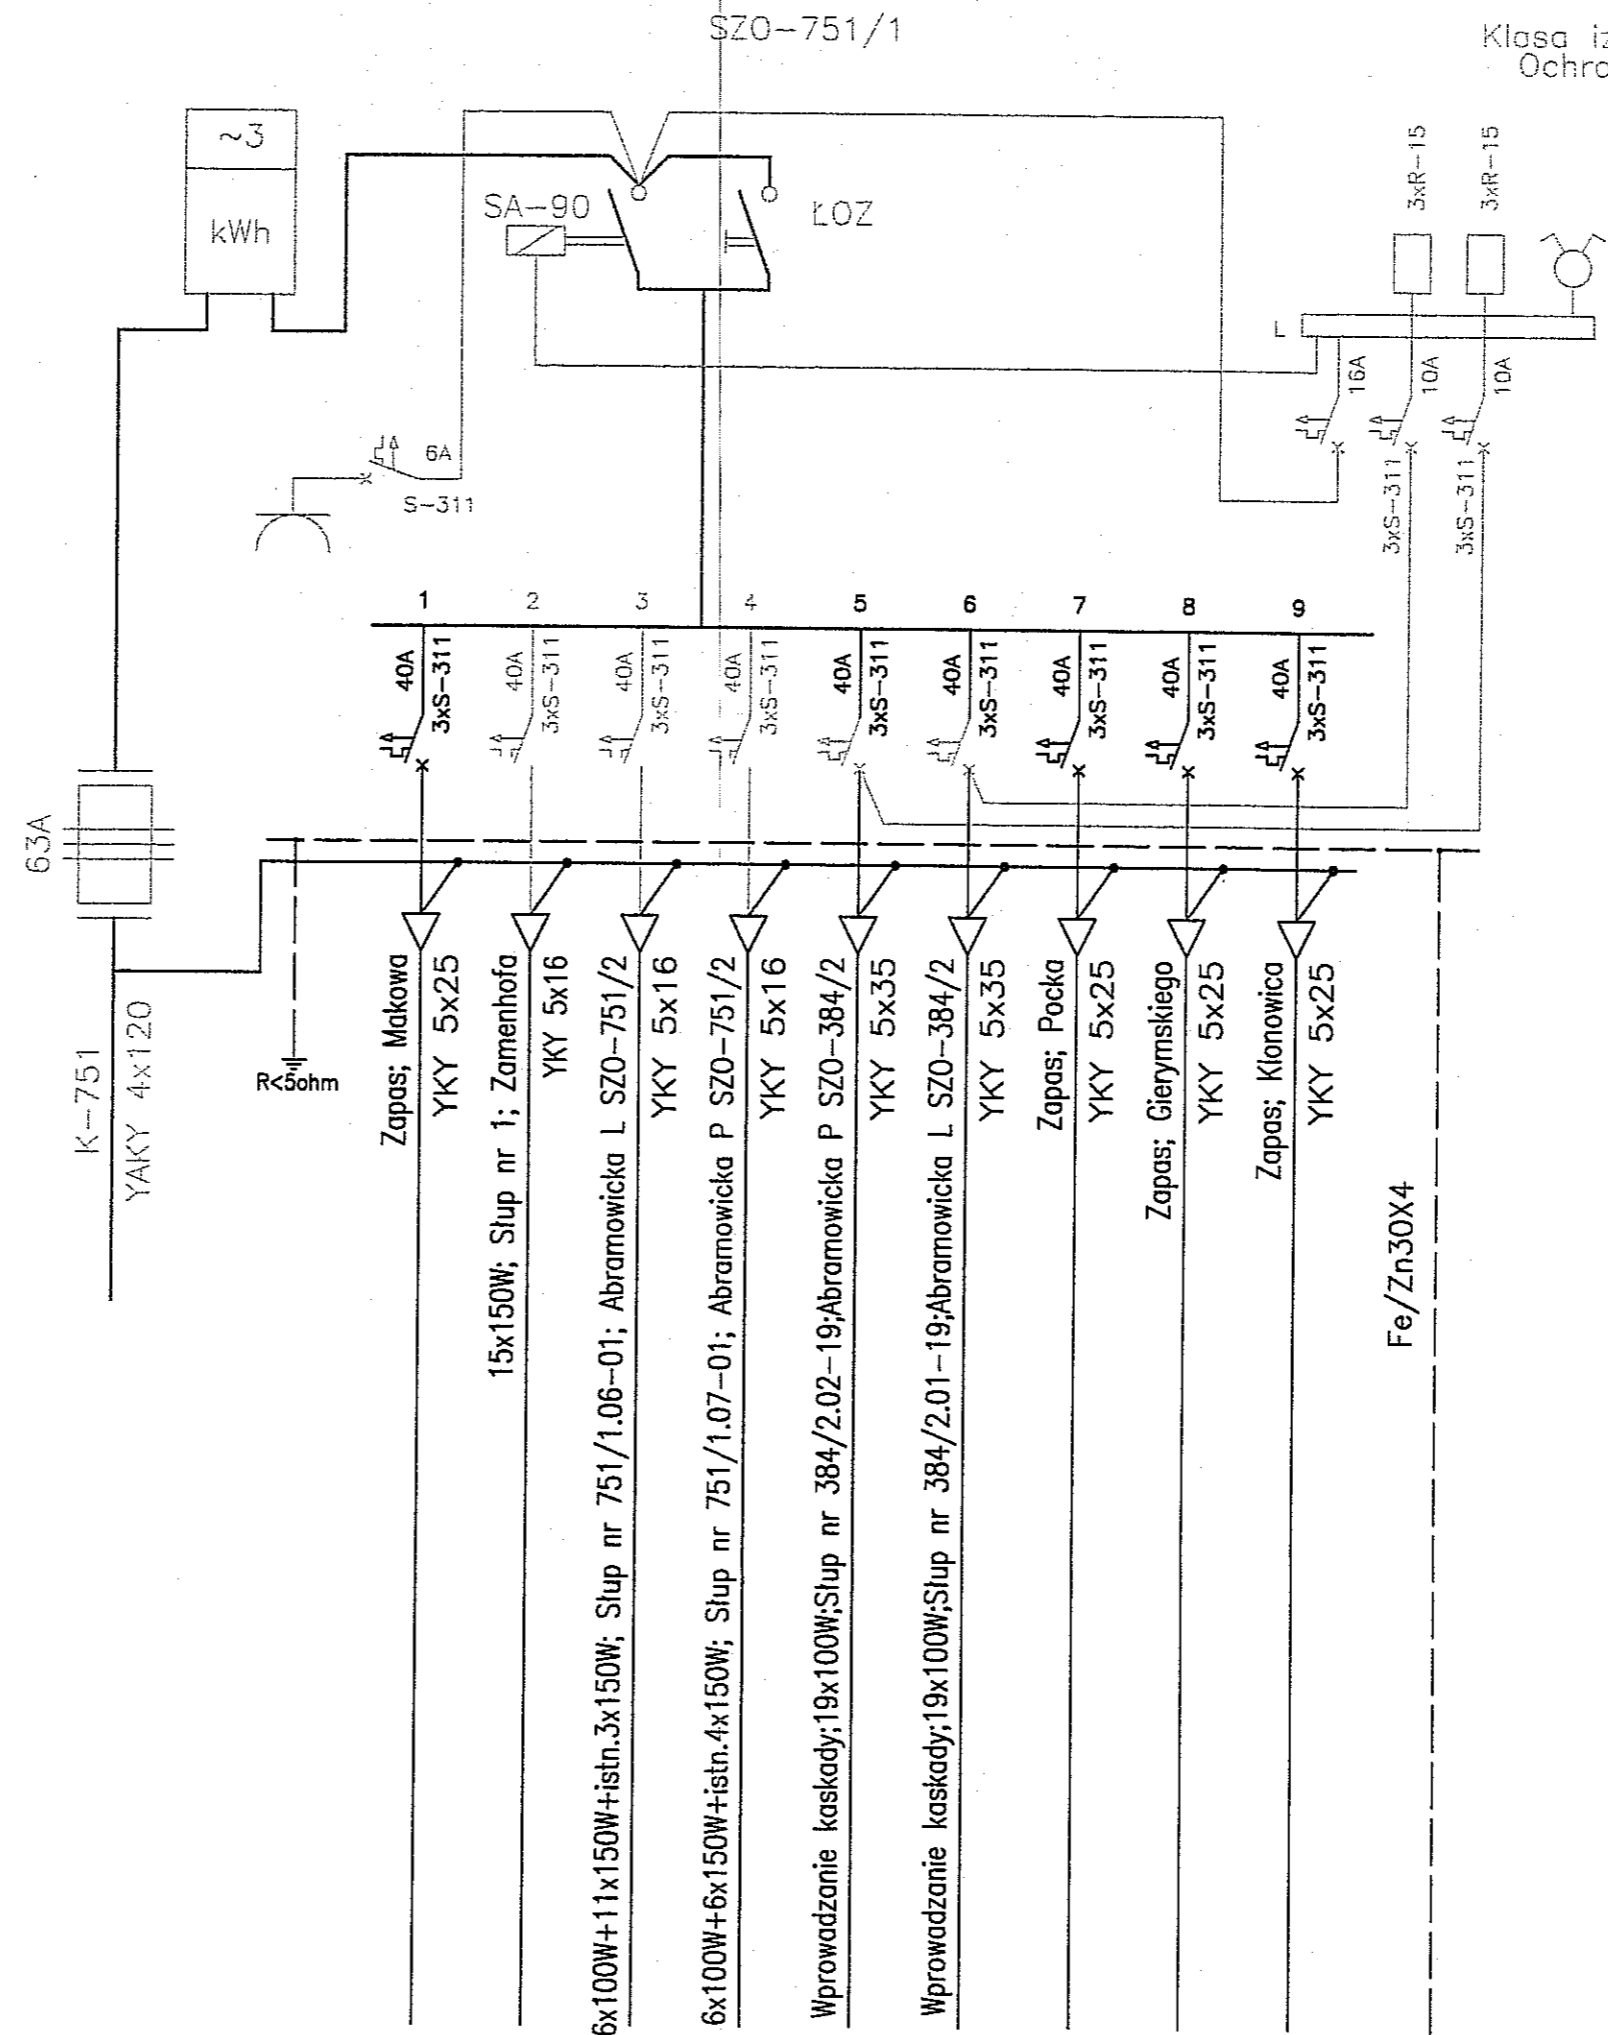 SZO-751/1
Klasa
~3
kWh
SA-90
ŁOZ
3xR-15
3xR-15
L
16A
10A
10A
3xS-311
3xS-311
6A
S-311
1
2
3
4
5
6
7
8
9
40A
3xS-311
40A
3xS-311
40A
3xS-311
40A
3xS-311
40A
3xS-311
40A
3xS-311
40A
3xS-311
40A
3xS-311
40A
3xS-311
63A
K-751
YAKY 4x120
R<5ohm
Zapas; Makowa
YKY 5x25
15x150W; Słup nr 1; Zamenhofa
YKY 5x16
6x100W+11x150W+istn.3x150W; Słup nr 751/1.06-01; Abramowicka L SZO-751/2
YKY 5x16
6x100W+6x150W+istn.4x150W; Słup nr 751/1.07-01; Abramowicka P SZO-751/2
YKY 5x16
Wprowadzanie kaskady;19x100W;Słup nr 384/2.02-19;Abramowicka P SZO-384/2
YKY 5x35
Wprowadzanie kaskady;19x100W;Słup nr 384/2.01-19;Abramowicka L SZO-384/2
YKY 5x35
Zapas; Pocka
YKY 5x25
Zapas; Gierymskiego
YKY 5x25
Zapas; Klonowica
YKY 5x25
Fe/Zn30X4